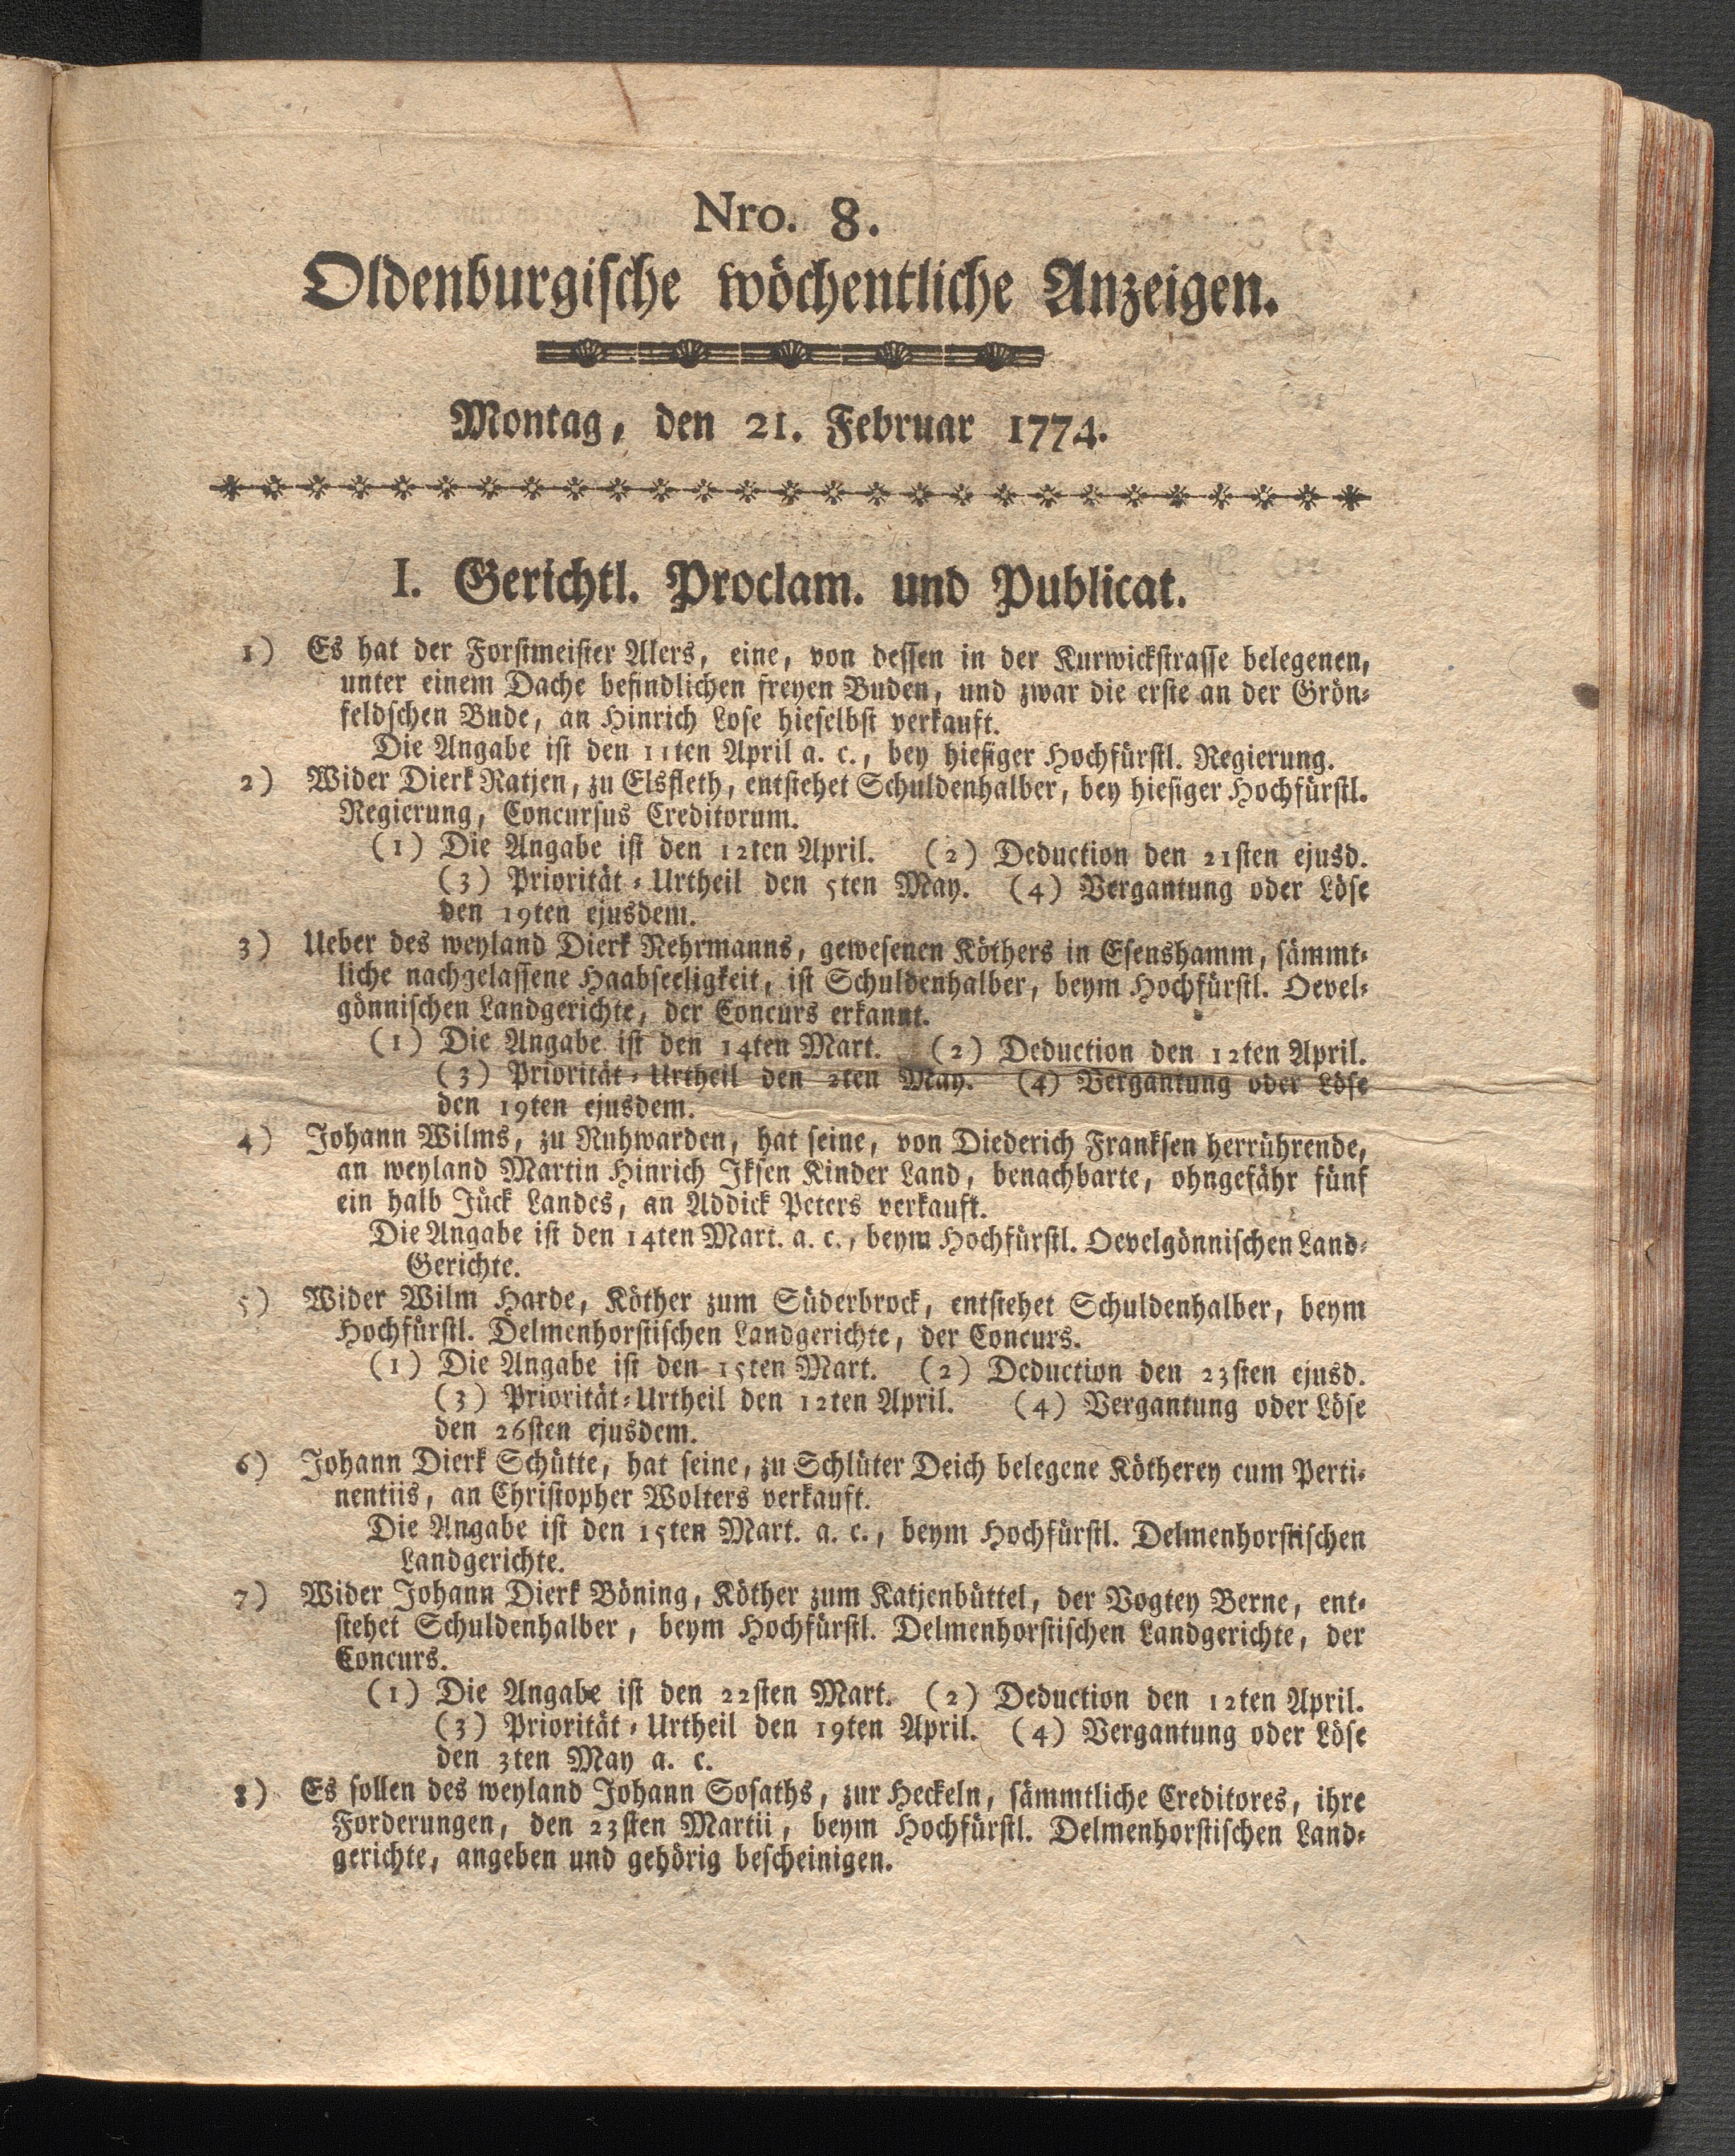 Nro. 8.
Oldenburgische wöchentliche Anzeigen.
Montag, den 21. Februar 1774.
I. Gerichtl. Proclam. und Publicat.
1) Es hat der Forstmeister Alers, eine, von dessen in der Kurwickstrasse belegenen,
unter einem Dache befindlichen freyen Buden, und zwar die erste an der Grön-
feldschen Bude, an Hinrich Lose hieselbst verkauft.
Die Angabe ist den 11ten April a. c., bey hiesiger Hochfürstl. Regierung.
2) Wider Dierk Ratjen, zu Elsfleth, entstehet Schuldenhalber, bey hiesiger Hochfürstl.
Regierung, Concursus Creditorum.
(1) Die Angabe ist den 12ten April. (2) Deduction den 21sten ejusd.
(3) Priorität-Urtheil den 5ten May. (4) Vergantung oder Löse
den 19ten ejusdem.
3) Ueber des weyland Dierk Nehrmanns, gewesenen Köthers in Esenshamm, sämmt-
liche nachgelassene Haabseeligkeit, ist Schuldenhalber, beym Hochfürstl. Oevel-
gönnischen Landgerichte, der Concurs erkannt.
(1) Die Angabe ist den 14ten Mart. (2) Deduction den 12ten April.
(3) Priorität-Urtheil den 2ten May. (4) Vergantung oder Löse
den 19ten ejusdem.
4) Johann Wilms, zu Ruhwarden, hat seine, von Diederich Franksen herrührende,
an weyland Martin Hinrich Iksen Kinder Land, benachbarte, ohngefähr fünf
ein halb Jück Landes, an Addick Peters verkauft.
Die Angabe ist den 14ten Mart. a. c., beym Hochfürstl. Oevelgönnischen Land-
Gerichte.
5) Wider Wilm Harde, Köther zum Süderbrock, entstehet Schuldenhalber, beym
Hochfürstl. Delmenhorstischen Landgerichte, der Concurs.
(1) Die Angabe ist den 15ten Mart. (2) Deduction den 23sten ejusd.
(3) Priorität-Urtheil den 12ten April. (4) Vergantung oder Löse
den 26sten ejusdem.
6) Johann Dierk Schütte, hat seine, zu Schlüter Deich belegene Kötherey cum Perti-
nentiis, an Christopher Wolters verkauft.
Die Angabe ist den 15ten Mart. a. c., beym Hochfürstl. Delmenhorstischen
Landgerichte.
7) Wider Johann Dierk Böning, Köther zum Katjenbüttel, der Vogtey Berne, ent-
stehet Schuldenhalber, beym Hochfürstl. Delmenhorstischen Landgerichte, der
Concurs.
(1) Die Angabe ist den 22sten Mart. (2) Deduction den 12ten April.
(3) Priorität-Urtheil den 19ten April. (4) Vergantung oder Löse
den 3ten May a. c.
8) Es sollen des weyland Johann Sosaths, zur Heckeln, sämmtliche Creditores, ihre
Forderungen, den 23sten Martii, beym Hochfürstl. Delmenhorstischen Land-
gerichte, angeben und gehörig bescheinigen.